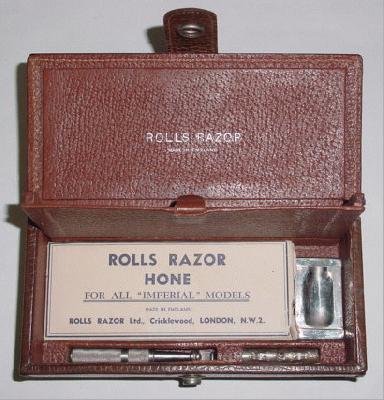 ROLLS RAZOR
MADE IN ENGLAND
ROLLS RAZOR
HONE
FOR ALL "IMPERIAL" MODELS
MADE IN ENGLAND
ROLLS RAZOR Ltd., Cricklewood, LONDON, N.W.2.